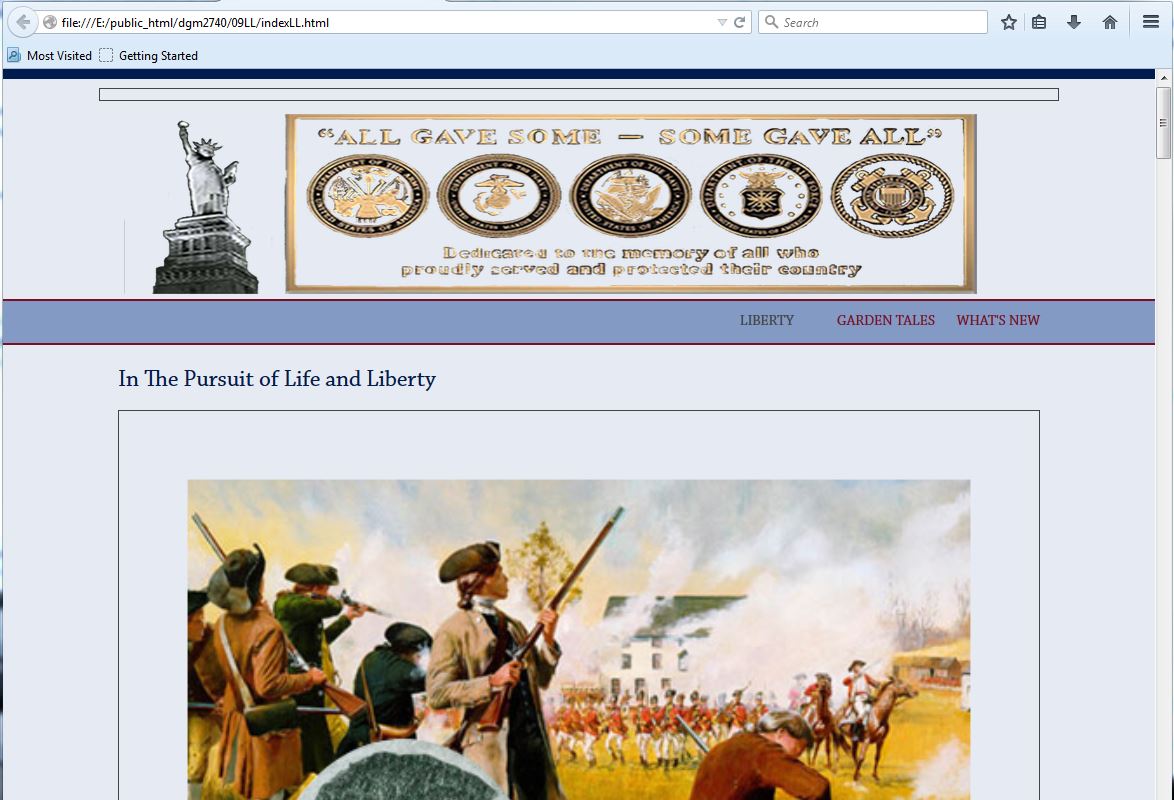 file:///E:/public_html/dgm2740/09LL/indexLL.html
Search
Most Visited
Getting Started
“ALL GAVE SOME — SOME GAVE ALL”
DEPARTMENT OF THE ARMY
UNITED STATES OF AMERICA
DEPARTMENT OF THE NAVY
UNITED STATES
DEPARTMENT OF THE NAVY
UNITED STATES OF AMERICA
DEPARTMENT OF THE AIR FORCE
UNITED STATES OF AMERICA
Dedicated to the memory of all who
proudly served and protected their country
LIBERTY
GARDEN TALES
WHAT'S NEW
In The Pursuit of Life and Liberty